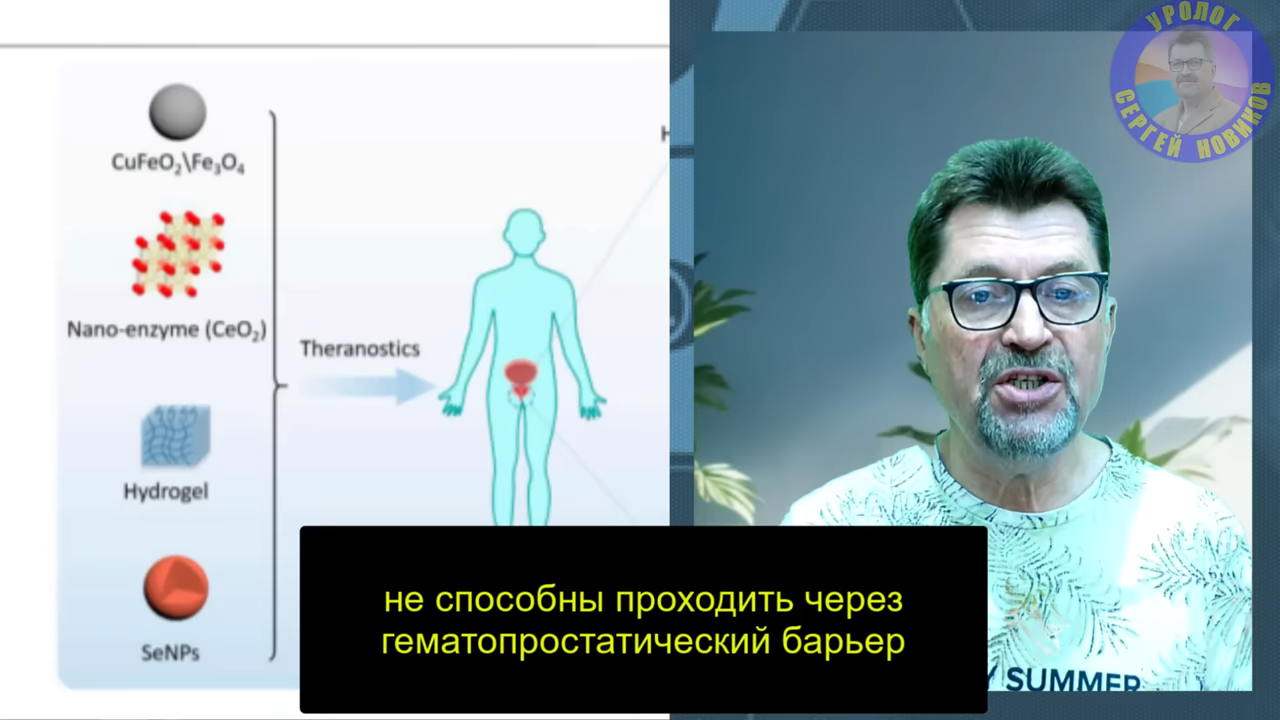 CuFeO₂\Fe₃O₄
Nano-enzyme (CeO₂)
Theranostics
Hydrogel
SeNPs
УРОЛОГ
СЕРГЕЙ НОВИКОВ
SUMMER
не способны проходить через
гематопростатический барьер